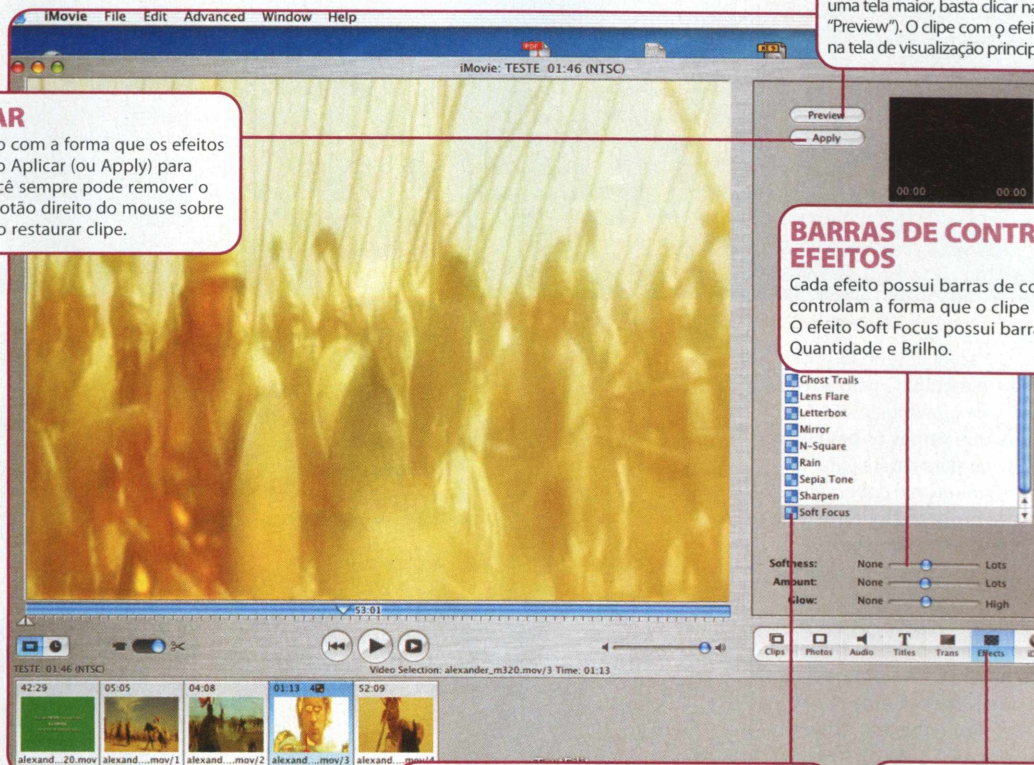 iMovie File Edit Advanced Window Help
uma tela maior, basta clicar na
"Preview"). O clipe com o efei
na tela de visualização princip
PDF
iMovie: TESTE 01:46 (NTSC)
AR
o com a forma que os efeitos
o Aplicar (ou Apply) para
cê sempre pode remover o
otão direito do mouse sobre
o restaurar clipe.
Preview
Apply
00:00 00:00
BARRAS DE CONTR
EFEITOS
Cada efeito possui barras de co
controlam a forma que o clipe
O efeito Soft Focus possui barra
Quantidade e Brilho.
Ghost Trails
Lens Flare
Letterbox
Mirror
N-Square
Rain
Sepia Tone
Sharpen
Soft Focus
Softness: None Lots
Amount: None Lots
Glow: None High
53:01
Clips Photos Audio Titles Trans Effects
TESTE 01:46 (NTSC)
Video Selection: alexander_m320.mov/3 Time: 01:13
42:29 05:05 04:08 01:13 52:09
alexand...20.mov alexand....mov/1 alexand....mov/2 alexand....mov/3 alexand....mov/4